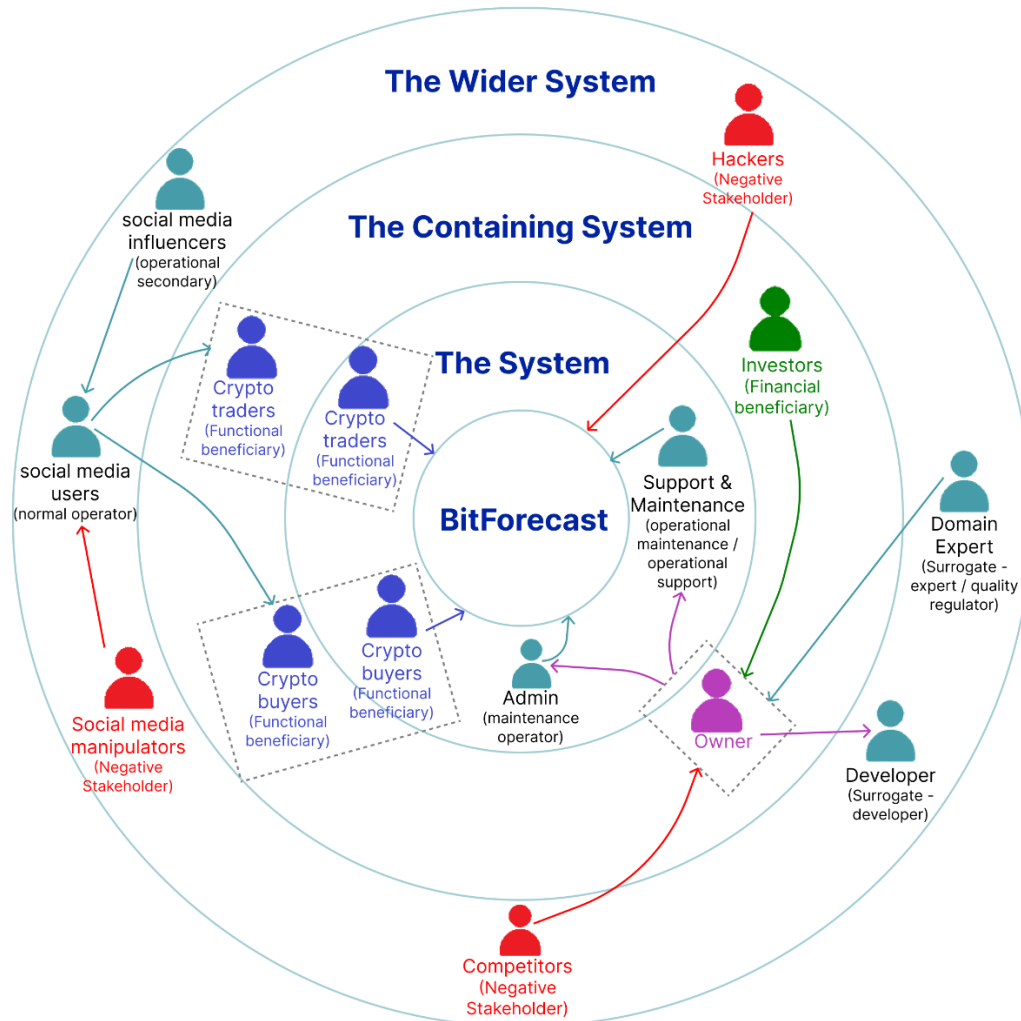 The Wider System
Hackers
(Negative
Stakeholder)
social media
influencers
(operational
secondary)
The Containing System
The System
Investors
(Financial
beneficiary)
Crypto
traders
(Functional
beneficiary)
Crypto
traders
(Functional
beneficiary)
social media
users
(normal operator)
BitForecast
Support &
Maintenance
(operational
maintenance /
operational
support)
Domain
Expert
(Surrogate -
expert / quality
regulator)
Crypto
buyers
(Functional
beneficiary)
Crypto
buyers
(Functional
beneficiary)
Admin
(maintenance
operator)
Social media
manipulators
(Negative
Stakeholder)
Owner
Developer
(Surrogate -
developer)
Competitors
(Negative
Stakeholder)